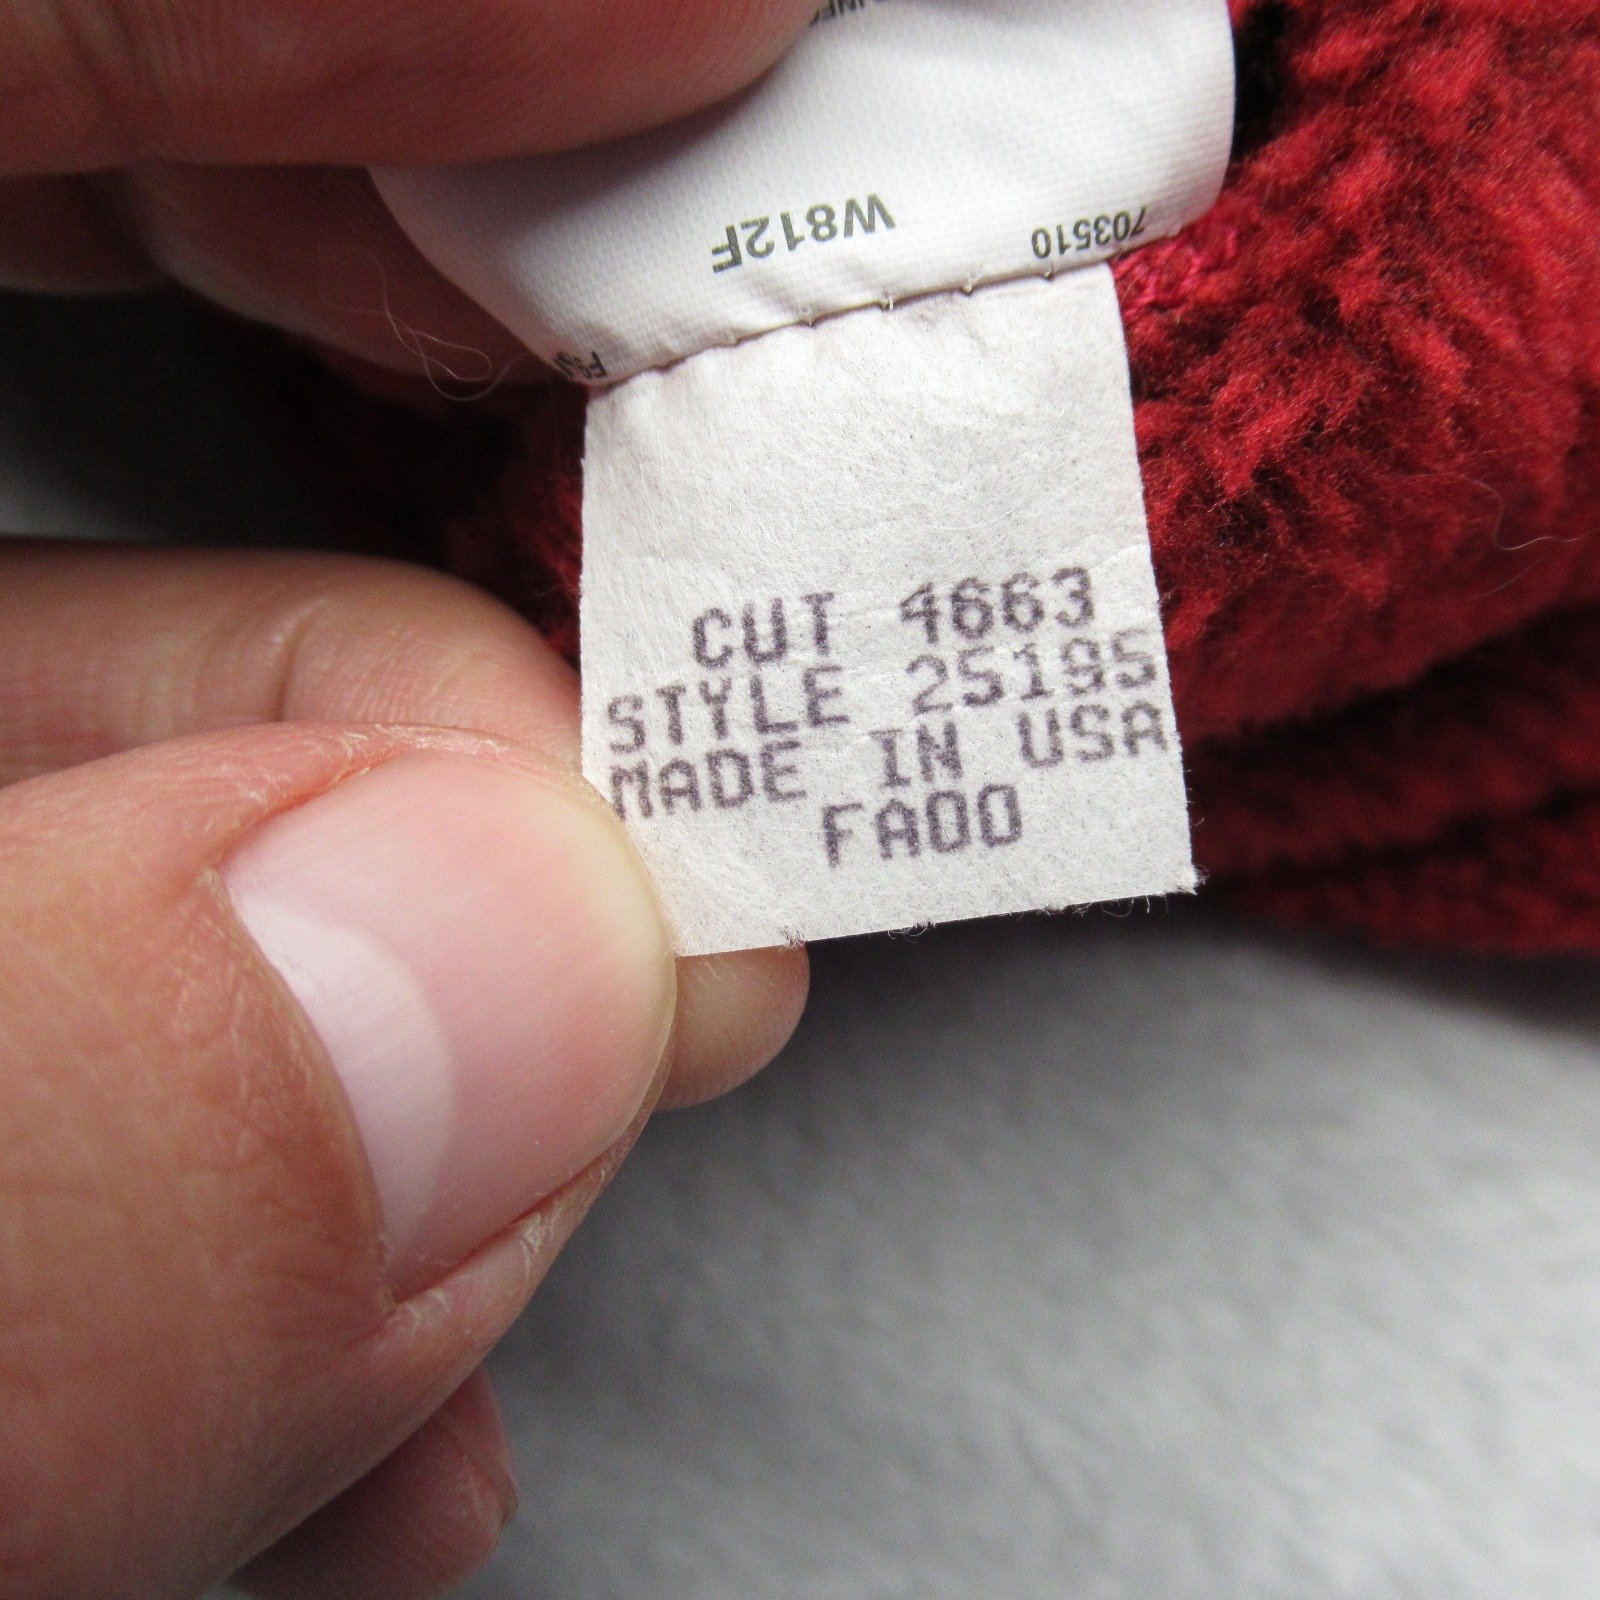 W812F
703510
CUT 4663
STYLE 25195
MADE IN USA
FA00